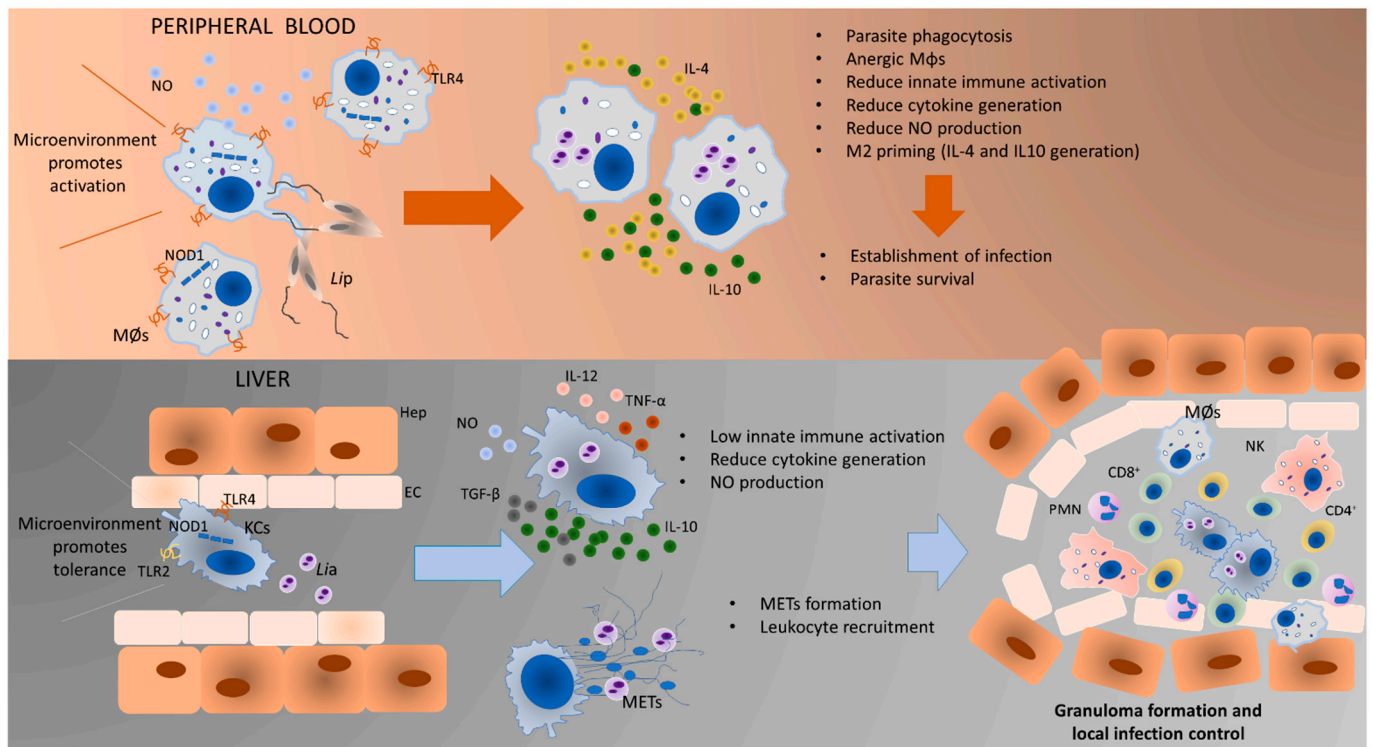 PERIPHERAL BLOOD
NO
TLR4
Microenvironment
promotes
activation
NOD1
Lip
MØs
IL-4
IL-10
• Parasite phagocytosis
• Anergic Mϕs
• Reduce innate immune activation
• Reduce cytokine generation
• Reduce NO production
• M2 priming (IL-4 and IL10 generation)
• Establishment of infection
• Parasite survival
LIVER
Hep
EC
TLR4
NOD1
KCs
Microenvironment
promotes
tolerance
TLR2
Lia
IL-12
TNF-α
NO
TGF-β
IL-10
• Low innate immune activation
• Reduce cytokine generation
• NO production
METs
• METs formation
• Leukocyte recruitment
MØs
NK
CD8⁺
PMN
CD4⁺
Granuloma formation and
local infection control